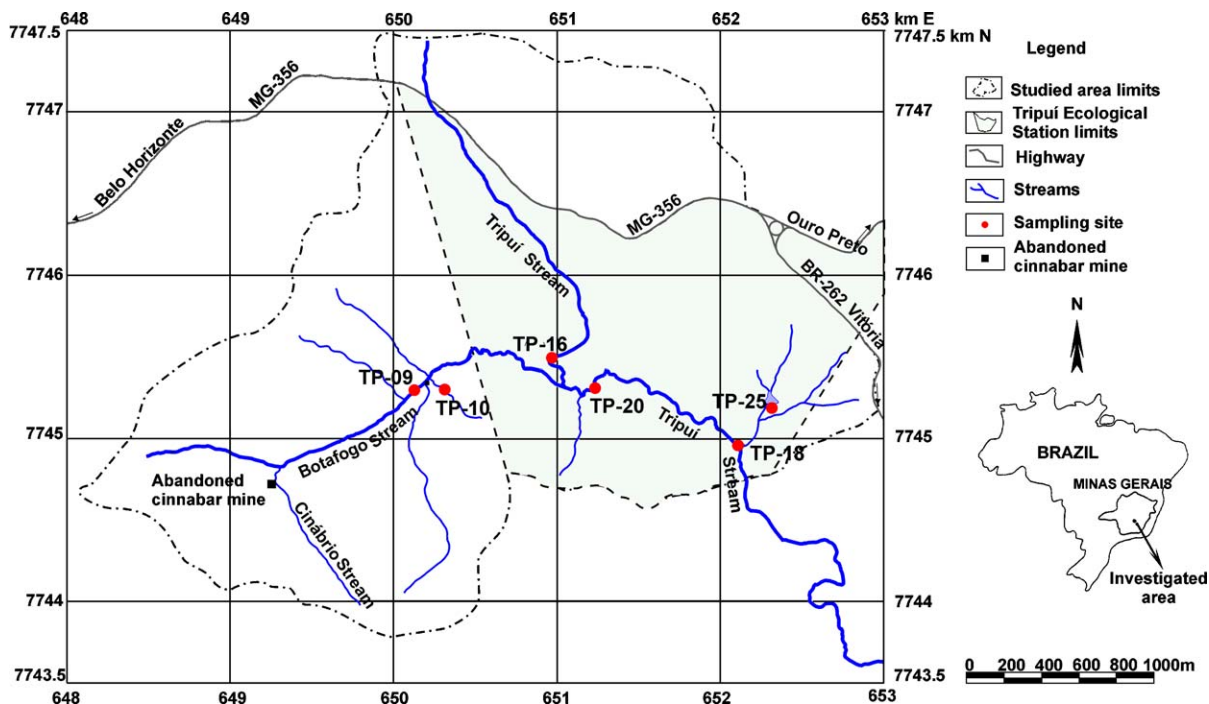 648 649 650 651 652 653 km E
7747.5
7747.5 km N
7747
7747
7746
7746
7745
7745
7744
7744
7743.5
7743.5
648 649 650 651 652 653
MG-356
Belo Horizonte
MG-356
Ouro Preto
BR-262 Vitória
Tripuí Stream
TP-16
TP-09
TP-10
TP-20
TP-25
TP-18
Tripuí
Stream
Botafogo Stream
Abandoned
cinnabar mine
Cinábrio Stream
Legend
Studied area limits
Tripuí Ecological
Station limits
Highway
Streams
Sampling site
Abandoned
cinnabar mine
N
BRAZIL
MINAS GERAIS
Investigated
area
0 200 400 600 800 1000m